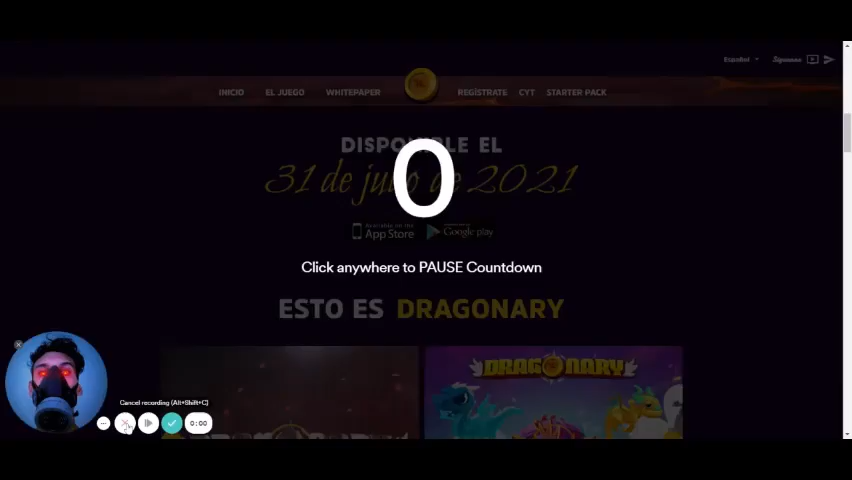 Español
Síguenos
INICIO EL JUEGO WHITEPAPER REGÍSTRATE CYT STARTER PACK
DISPONIBLE EL
31 de julio de 2021
0
Available on the
App Store
Google play
Click anywhere to PAUSE Countdown
ESTO ES DRAGONARY
DRAGONARY
Cancel recording (Alt+Shift+C)
0:00